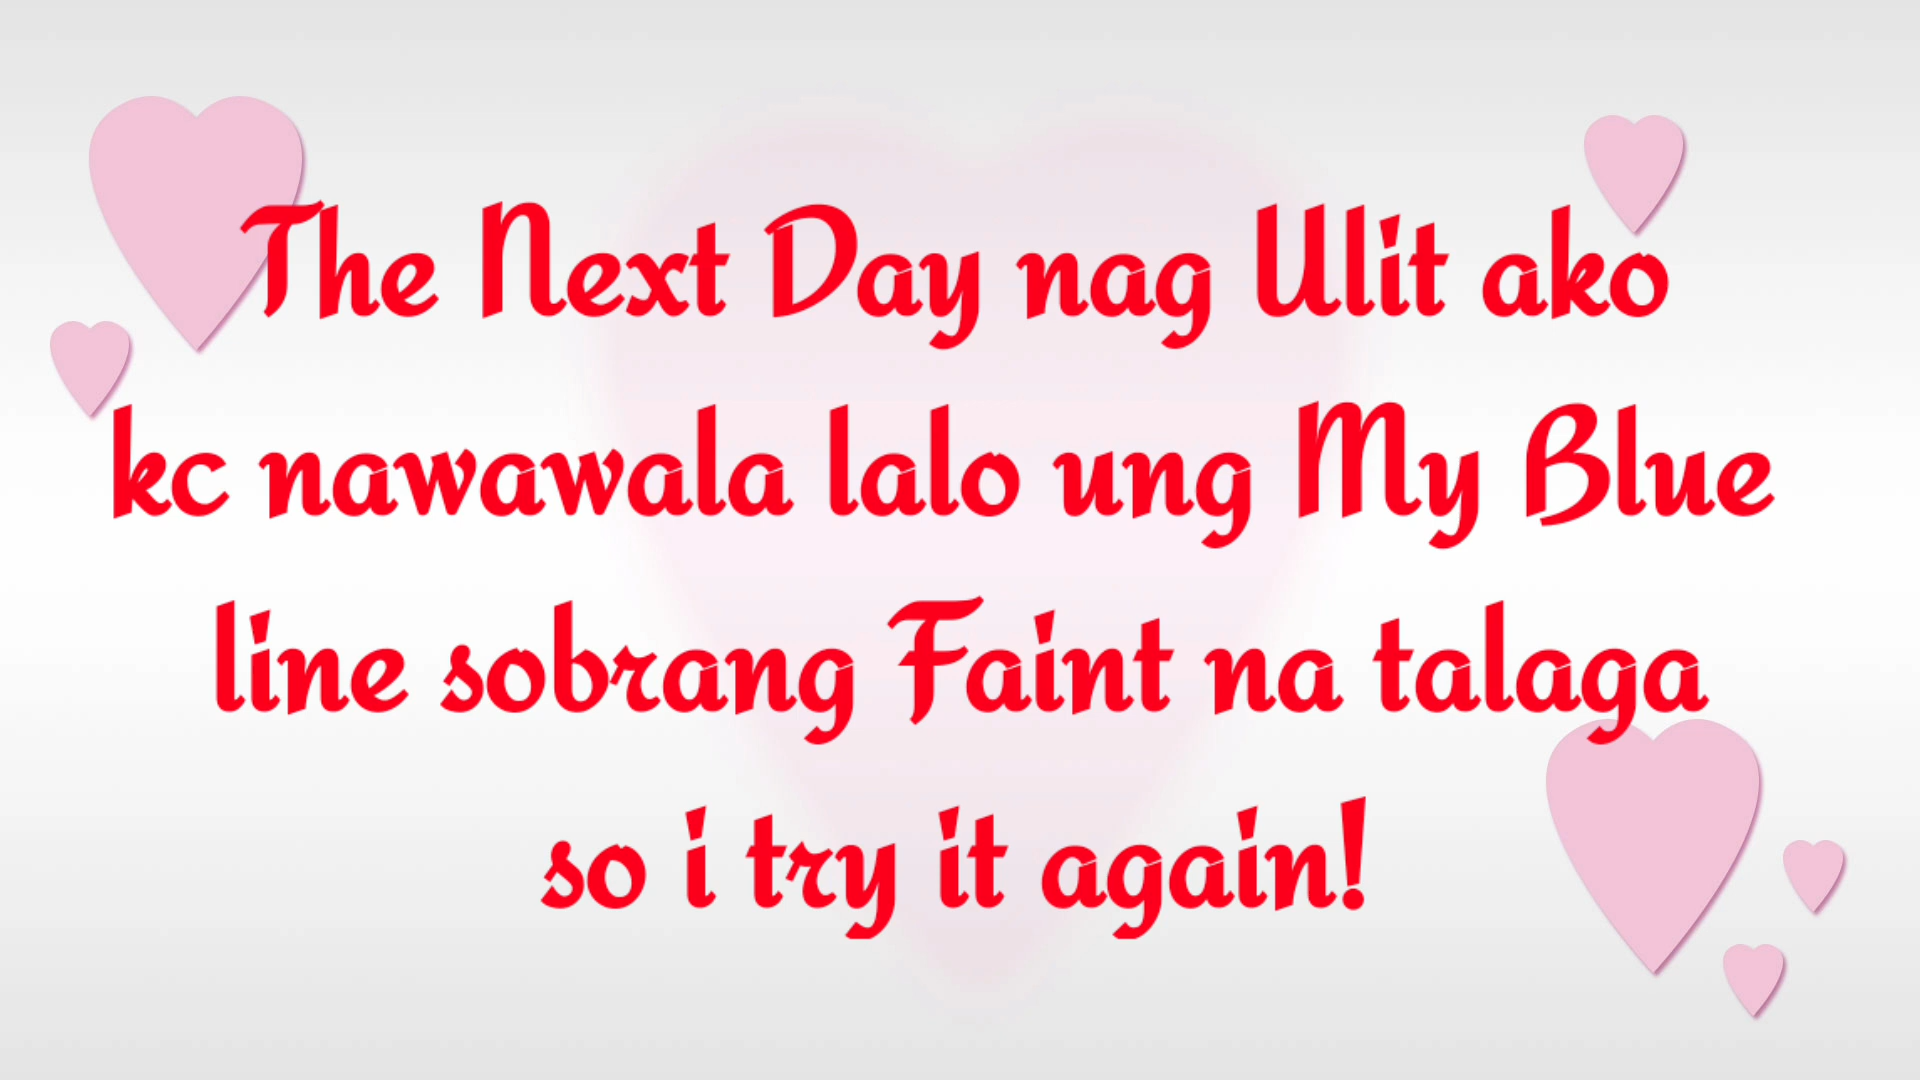 The Next Day nag Ulit ako
kc nawawala lalo ung My Blue
line sobrang Faint na talaga
so i try it again!